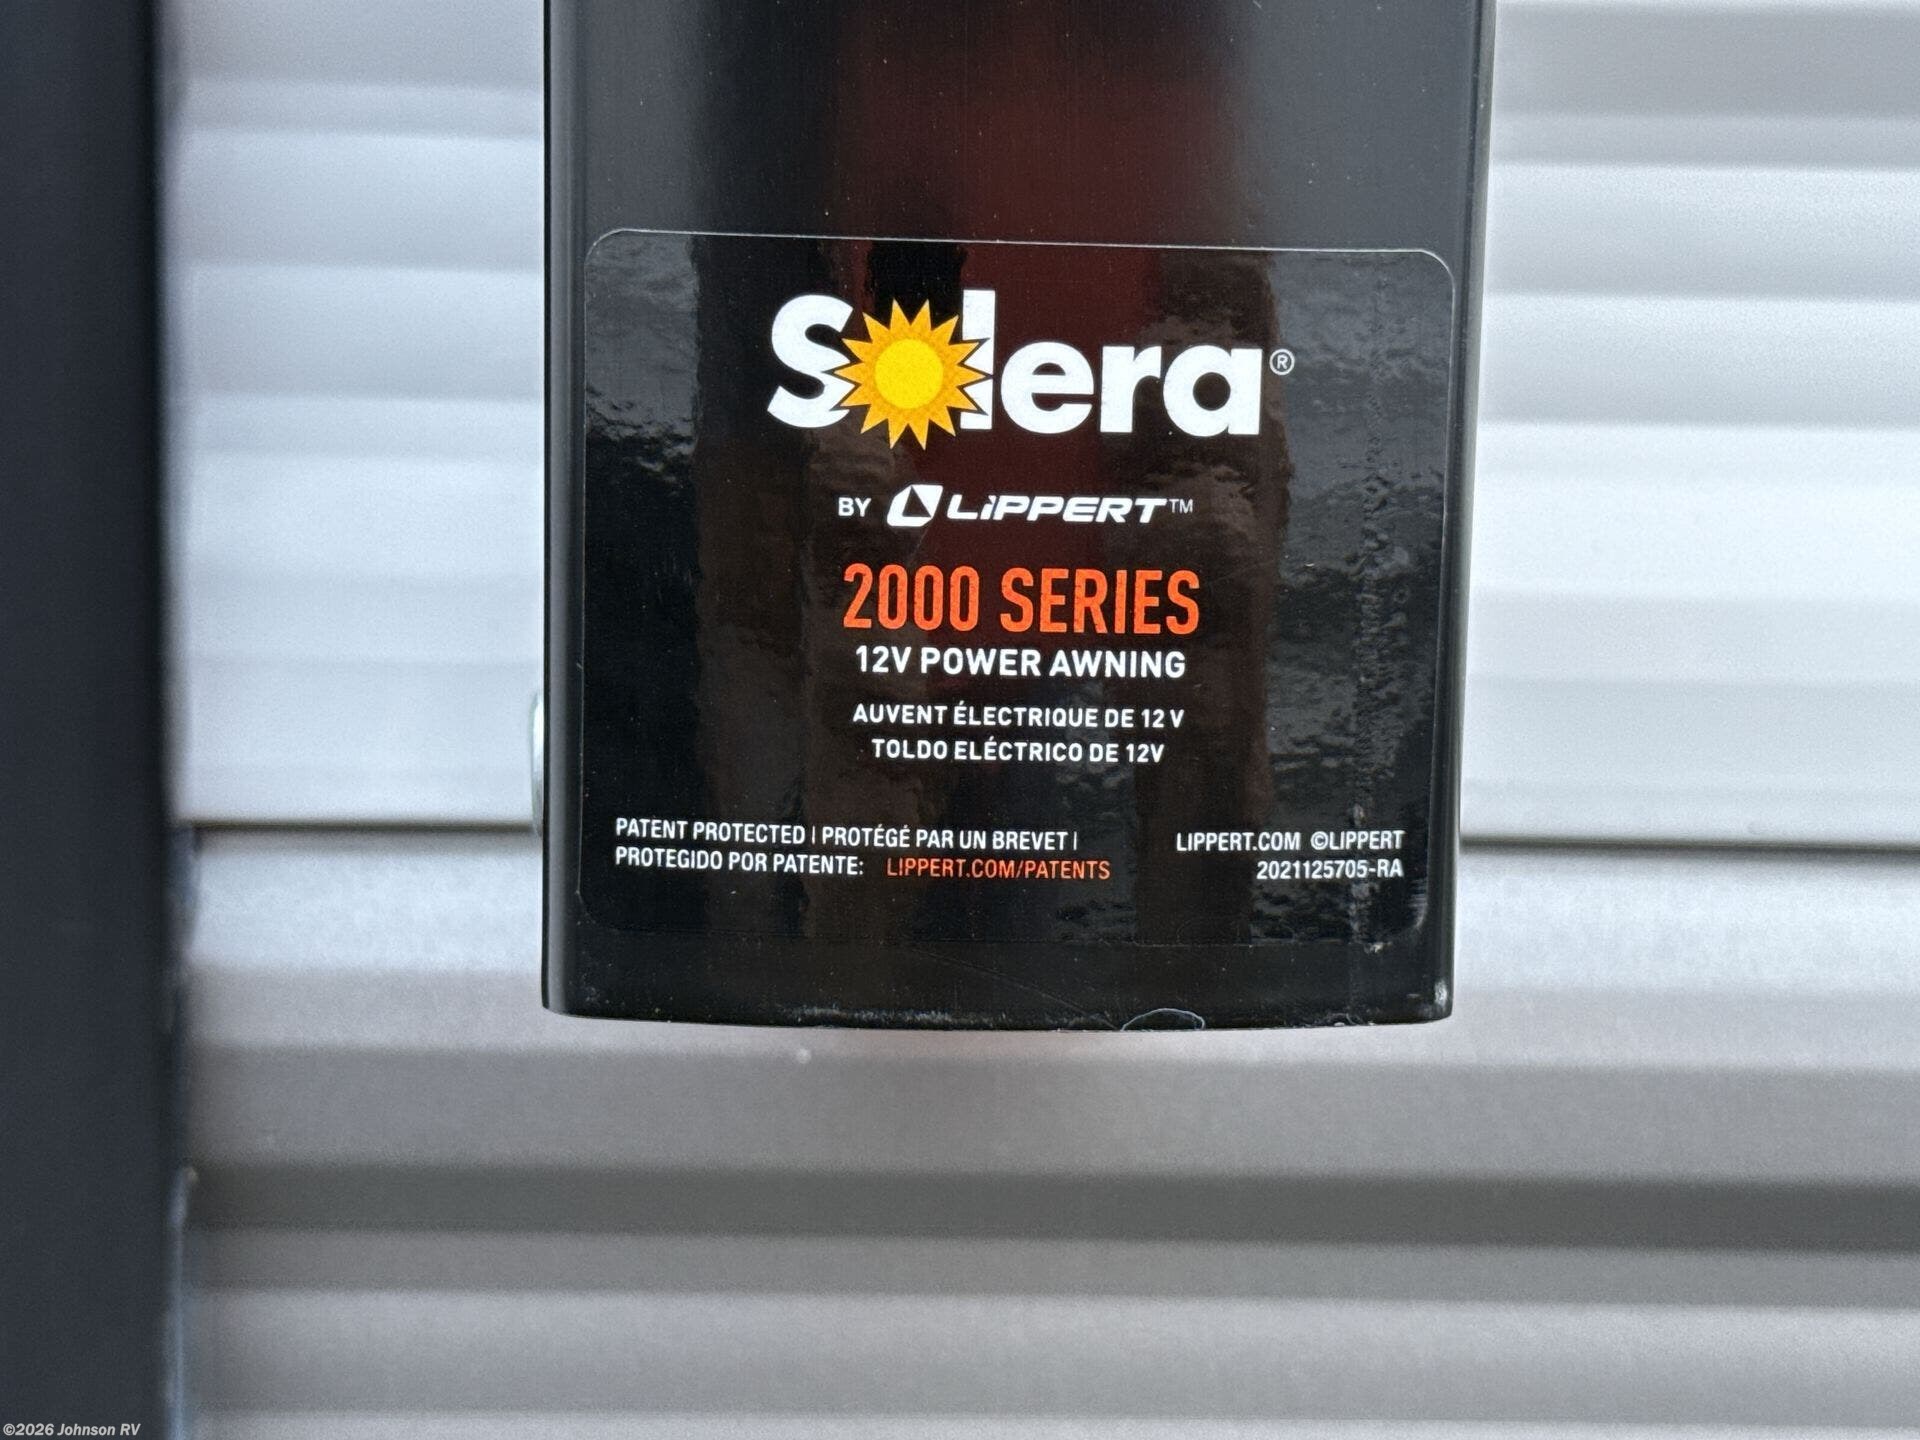 Solera®
BY LiPPERT™
2000 SERIES
12V POWER AWNING
AUVENT ÉLECTRIQUE DE 12 V
TOLDO ELÉCTRICO DE 12V
PATENT PROTECTED | PROTÉGÉ PAR UN BREVET |
PROTEGIDO POR PATENTE: LIPPERT.COM/PATENTS
LIPPERT.COM ©LIPPERT
2021125705-RA
©2026 Johnson RV